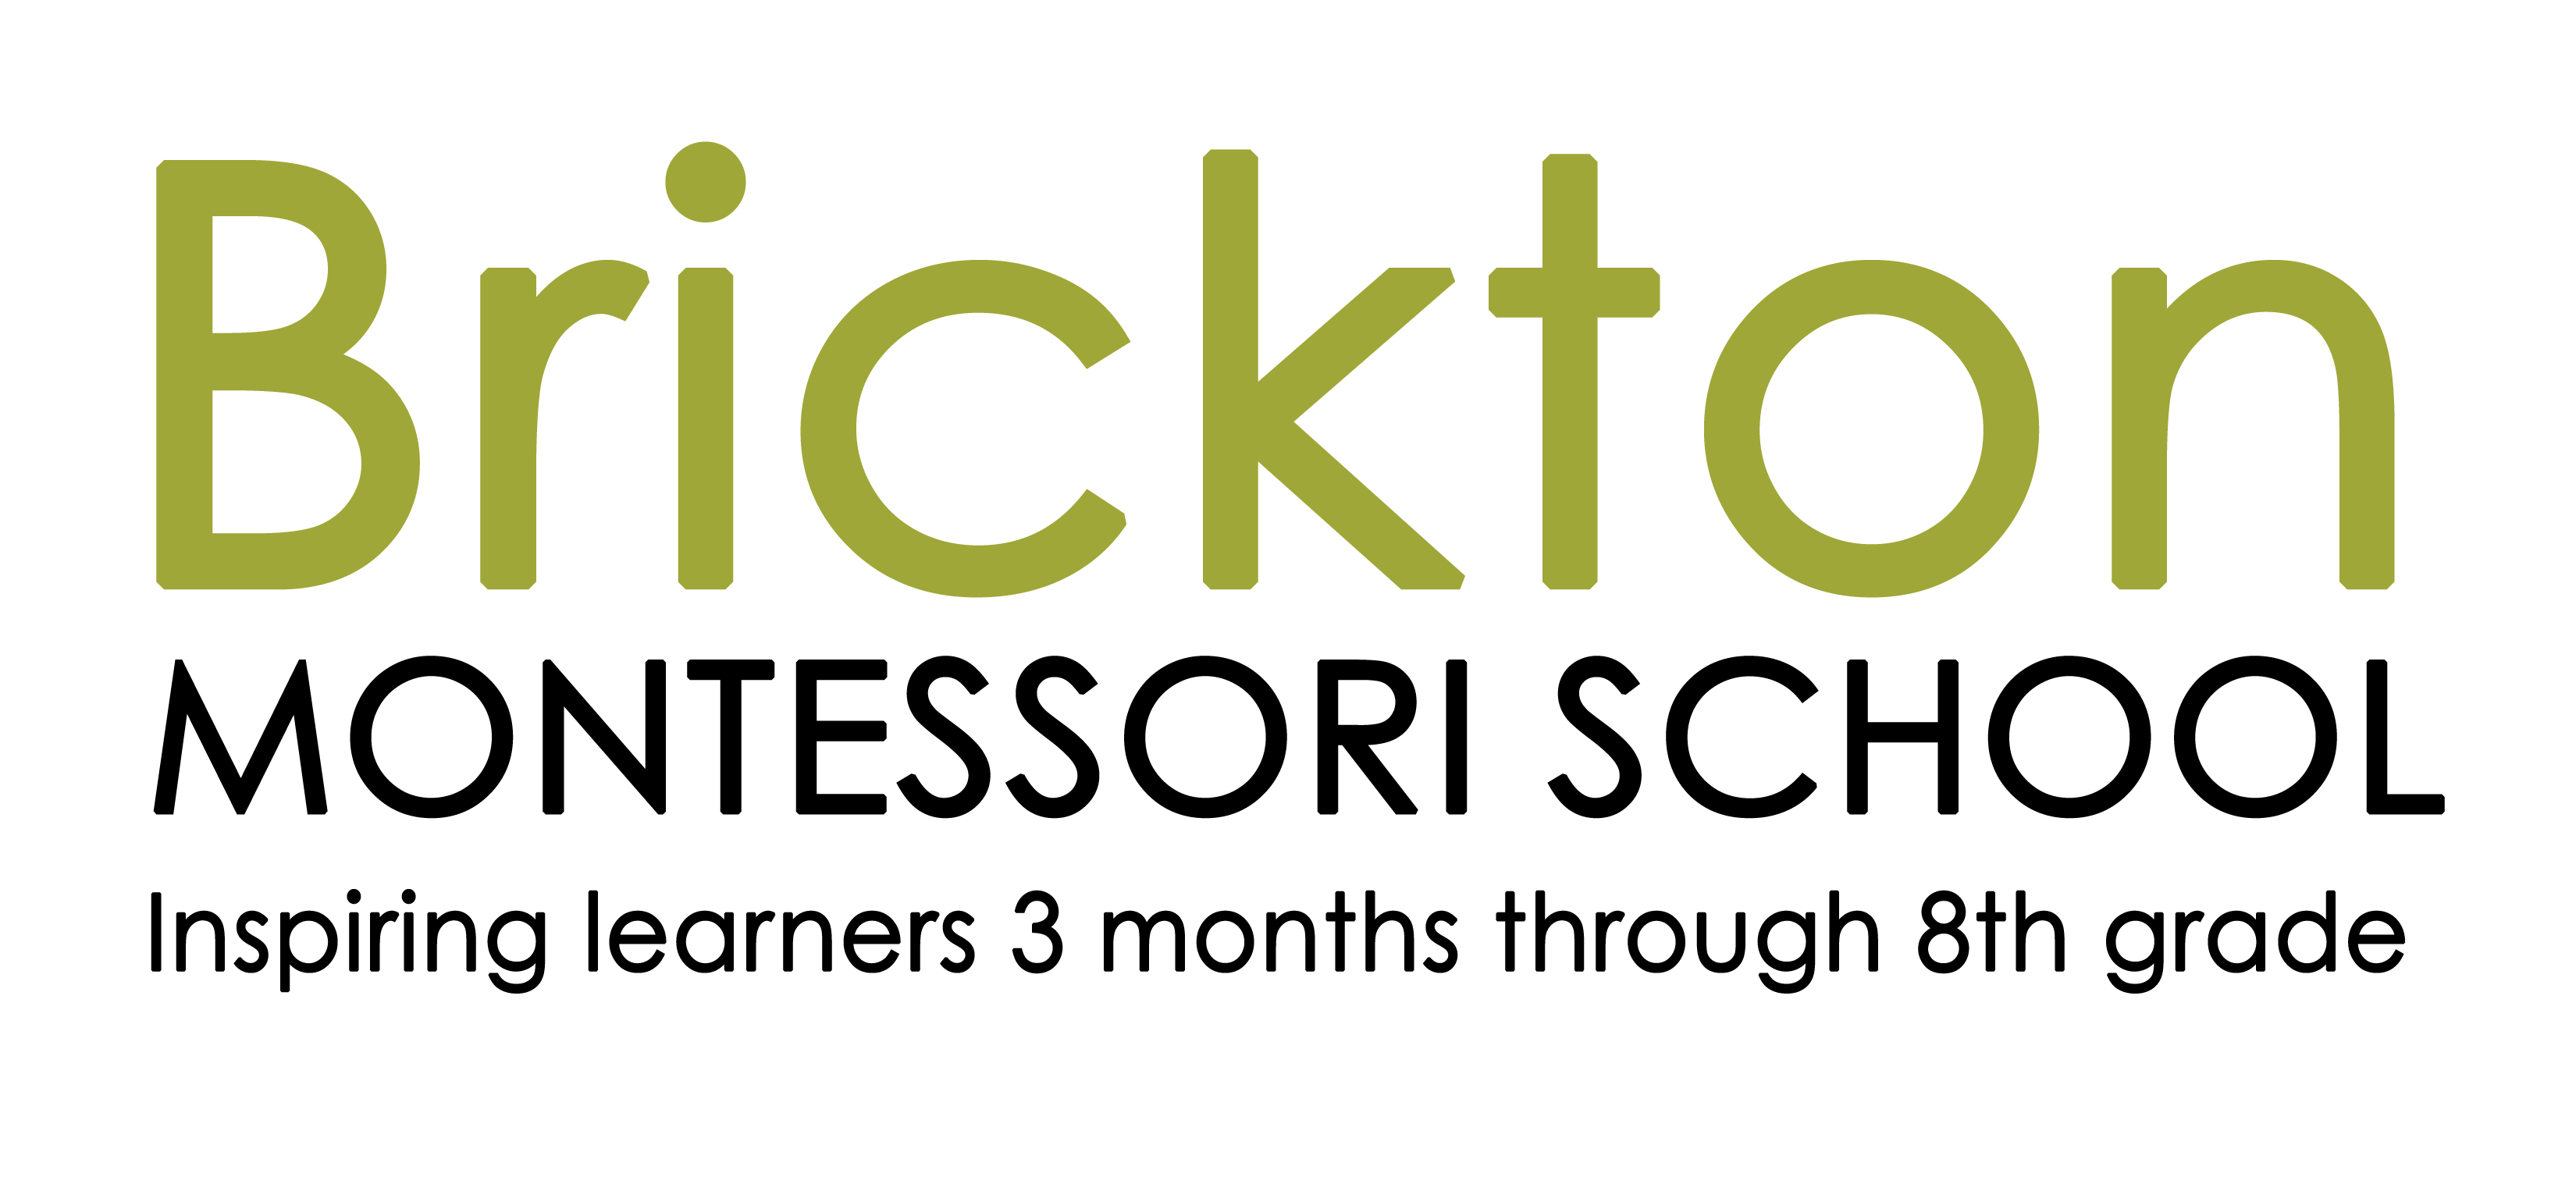 Brickton
MONTESSORI SCHOOL
Inspiring learners 3 months through 8th grade